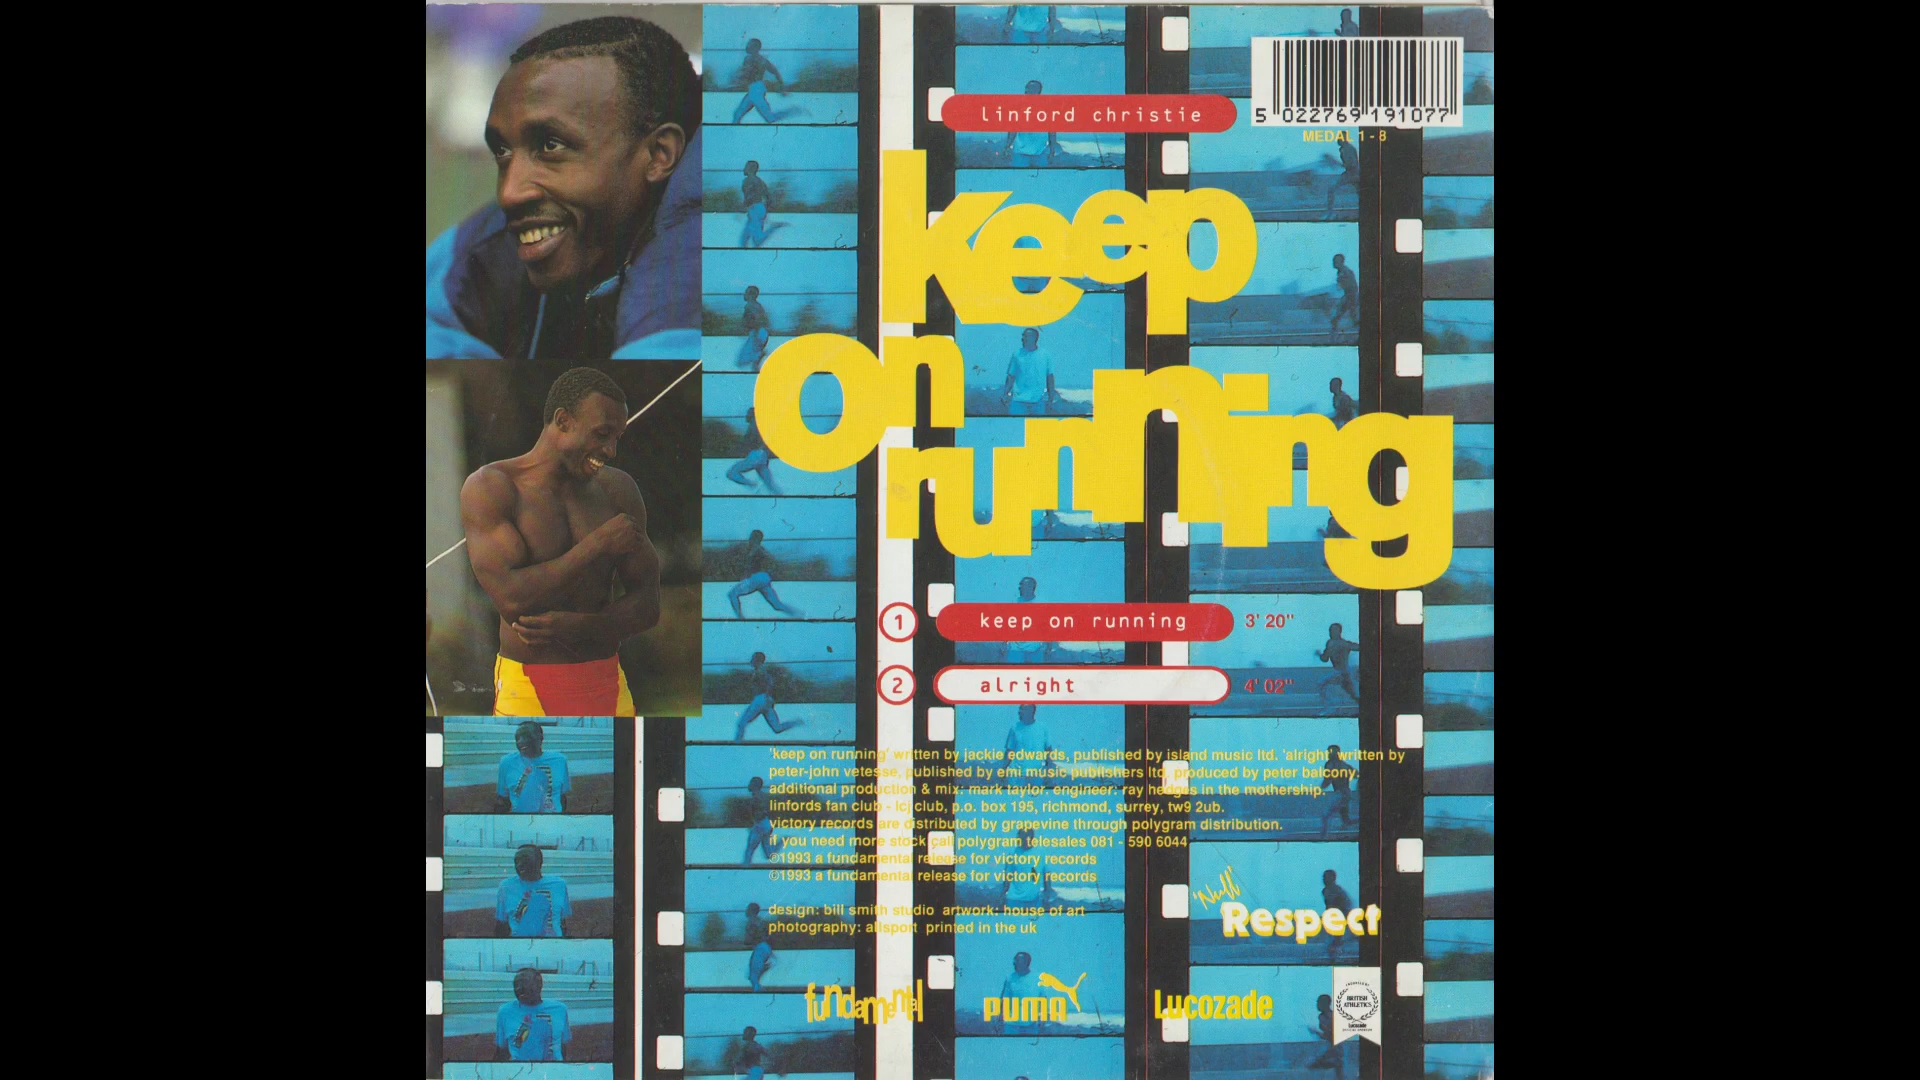 linford christie
5 022769 191077
MEDAL 1 - 8
keep
on
running
1 keep on running 3' 20"
2 alright 4' 02"
'keep on running' written by jackie edwards, published by island music ltd. 'alright' written by
peter-john vetesse, published by emi music publishers ltd. produced by peter balcony.
additional production & mix: mark taylor. engineer: ray hedges in the mothership.
linfords fan club - lcj club, p.o. box 195, richmond, surrey, tw9 2ub.
victory records are distributed by grapevine through polygram distribution.
if you need more stock call polygram telesales 081 - 590 6044
℗1993 a fundamental release for victory records
©1993 a fundamental release for victory records
design: bill smith studio artwork: house of art
photography: allsport printed in the uk
'Nuff'
Respect
fundamental
PUMA
Lucozade
BRITISH
ATHLETICS
Lucozade